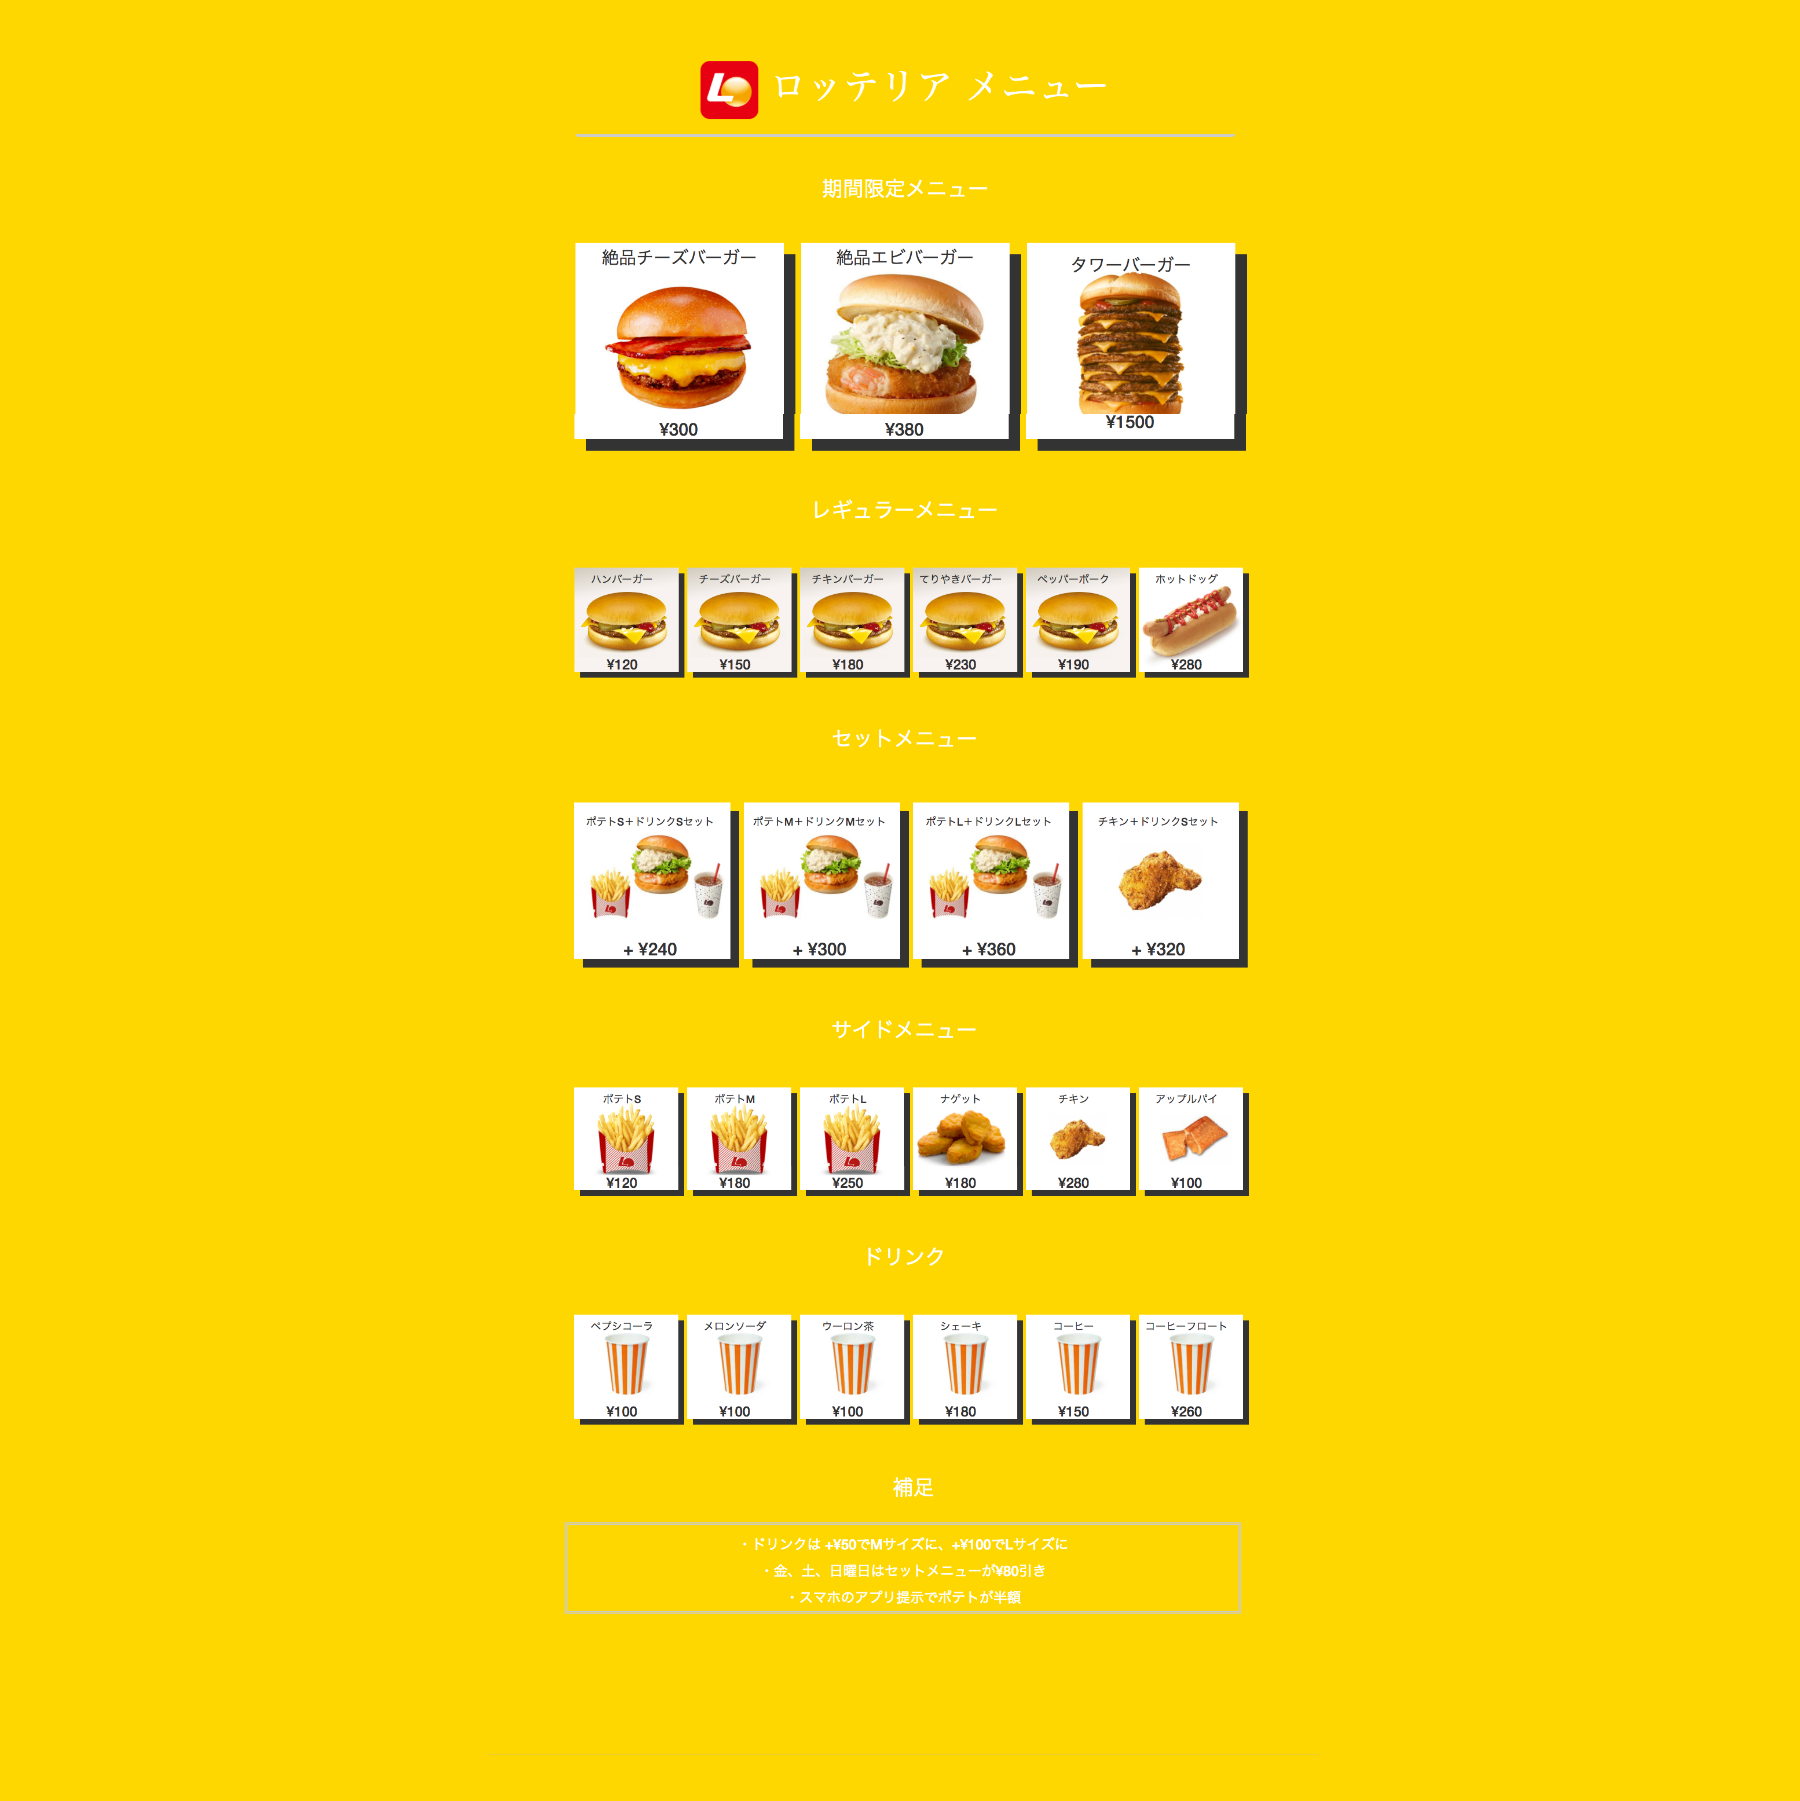 ロッテリア メニュー
期間限定メニュー
絶品チーズバーガー
¥300
絶品エビバーガー
¥380
タワーバーガー
¥1500
レギュラーメニュー
ハンバーガー
¥120
チーズバーガー
¥150
チキンバーガー
¥180
てりやきバーガー
¥230
ペッパーポーク
¥190
ホットドッグ
¥280
セットメニュー
ポテトS＋ドリンクSセット
+ ¥240
ポテトM＋ドリンクMセット
+ ¥300
ポテトL＋ドリンクLセット
+ ¥360
チキン＋ドリンクSセット
+ ¥320
サイドメニュー
ポテトS
¥120
ポテトM
¥180
ポテトL
¥250
ナゲット
¥180
チキン
¥280
アップルパイ
¥100
ドリンク
ペプシコーラ
¥100
メロンソーダ
¥100
ウーロン茶
¥100
シェーキ
¥180
コーヒー
¥150
コーヒーフロート
¥260
補足
・ドリンクは +¥50でMサイズに、+¥100でLサイズに
・金、土、日曜日はセットメニューが¥80引き
・スマホのアプリ提示でポテトが半額